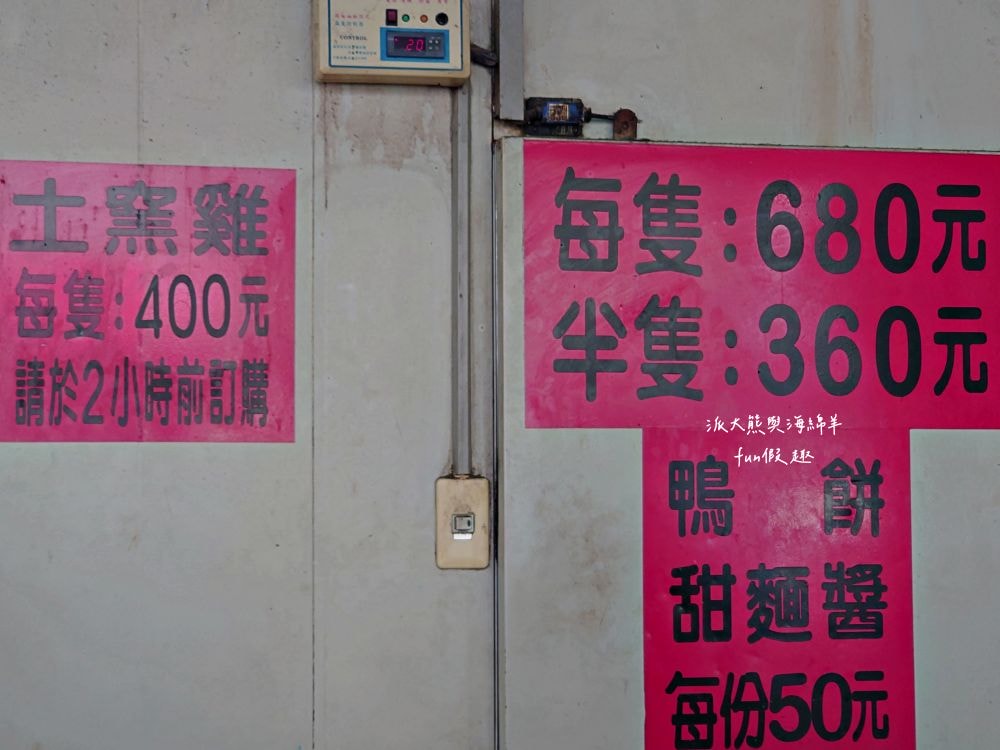 CONTROL
20
土窯雞
每隻:400元
請於2小時前訂購
每隻:680元
半隻:360元
派大熊與海綿羊
fun假趣
鴨 餅
甜麵醬
每份50元